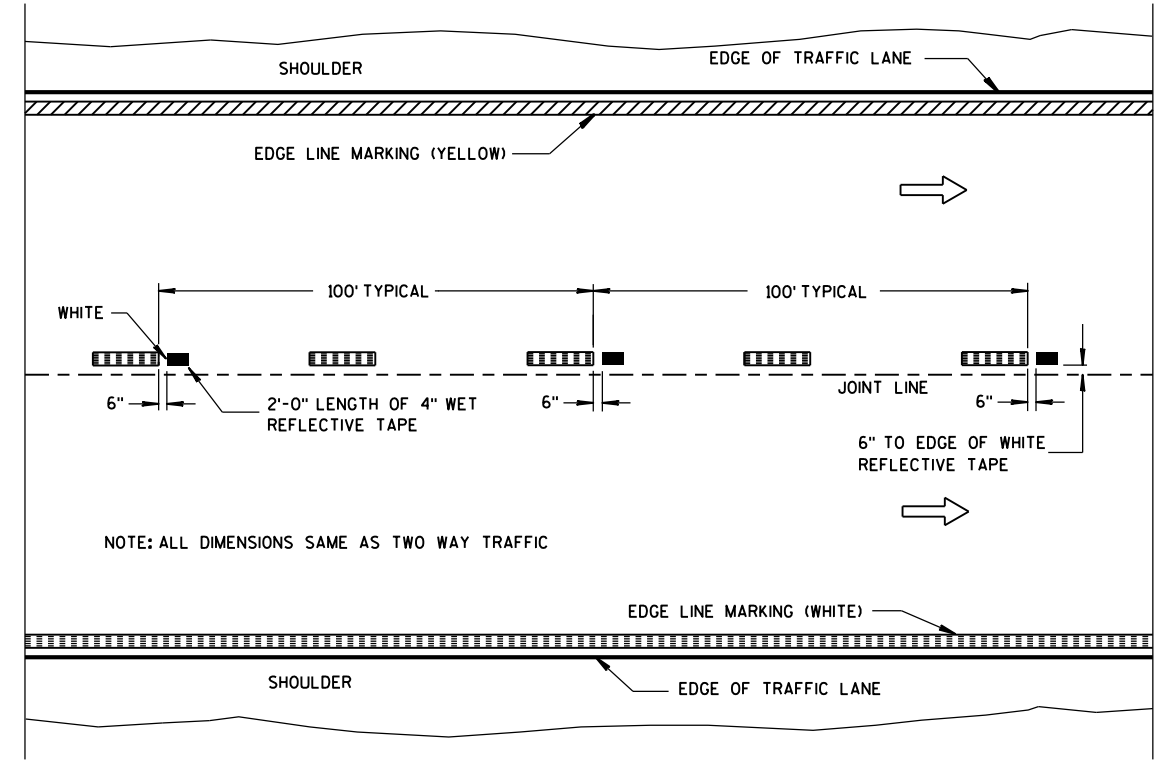 EDGE OF TRAFFIC LANE
SHOULDER
EDGE LINE MARKING (YELLOW)
100' TYPICAL
100' TYPICAL
WHITE
JOINT LINE
6"
2'-0" LENGTH OF 4" WET
REFLECTIVE TAPE
6"
6"
6" TO EDGE OF WHITE
REFLECTIVE TAPE
NOTE: ALL DIMENSIONS SAME AS TWO WAY TRAFFIC
EDGE LINE MARKING (WHITE)
SHOULDER
EDGE OF TRAFFIC LANE